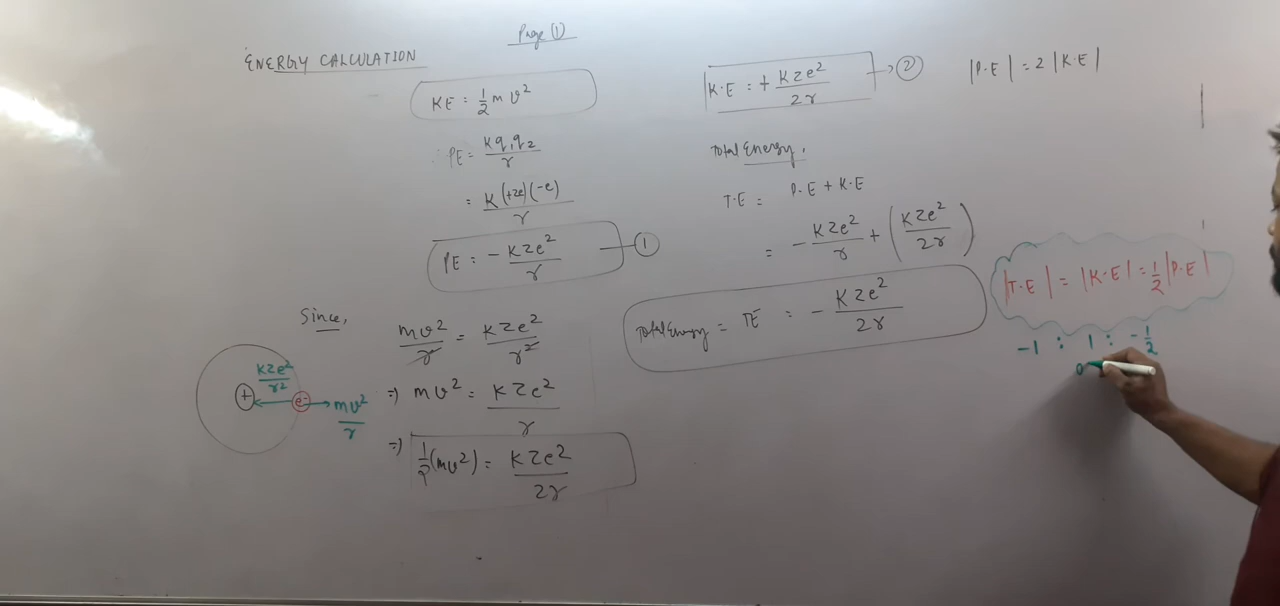 Page ①
ENERGY CALCULATION
KE = 1/2 m v²
PE = Kq₁q₂/r
= K(+ze)(-e)/r
PE = - Kze²/r ①
Since,
mv²/r = Kze²/r²
⇒ mv² = Kze²/r
⇒ 1/2(mv²) = Kze²/2r
Kze²/r²
+
e-
mv²/r
K.E = + Kze²/2r → ②
Total Energy,
T.E = P.E + K.E
= - Kze²/r + (Kze²/2r)
Total Energy = TE = - Kze²/2r
|P.E| = 2 |K.E|
|T.E| = |K.E| = 1/2 |P.E|
-1 : 1 : -1/2